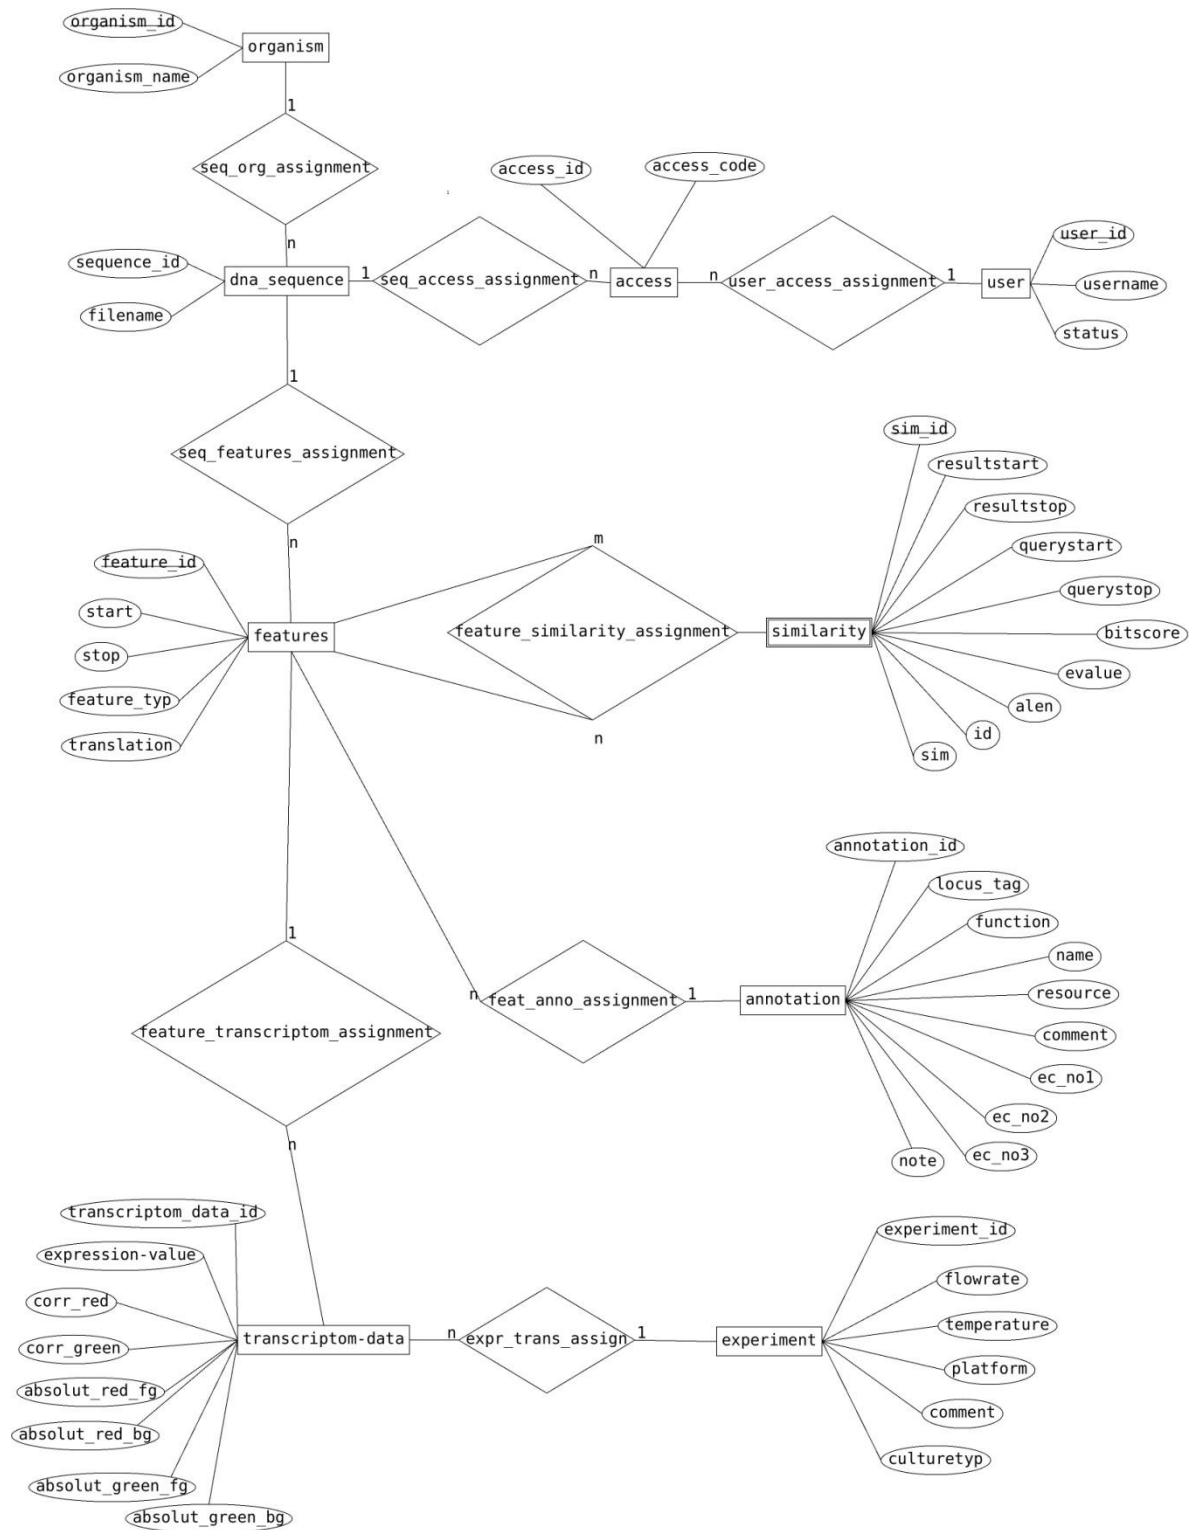 organism_id
organism
organism_name
1
seq_org_assignment
n
access_id
access_code
sequence_id
dna_sequence
filename
1
seq_access_assignment
n
access
n
user_access_assignment
1
user
user_id
username
status
1
seq_features_assignment
n
feature_id
start
stop
feature_typ
translation
features
m
feature_similarity_assignment
n
similarity
sim_id
resultstart
resultstop
querystart
querystop
bitscore
evalue
alen
id
sim
1
feature_transcriptom_assignment
n
n
feat_anno_assignment
1
annotation
annotation_id
locus_tag
function
name
resource
comment
ec_no1
ec_no2
ec_no3
note
transcriptom_data_id
expression-value
corr_red
corr_green
absolut_red_fg
absolut_red_bg
absolut_green_fg
absolut_green_bg
transcriptom-data
n
expr_trans_assign
1
experiment
experiment_id
flowrate
temperature
platform
comment
culturetyp